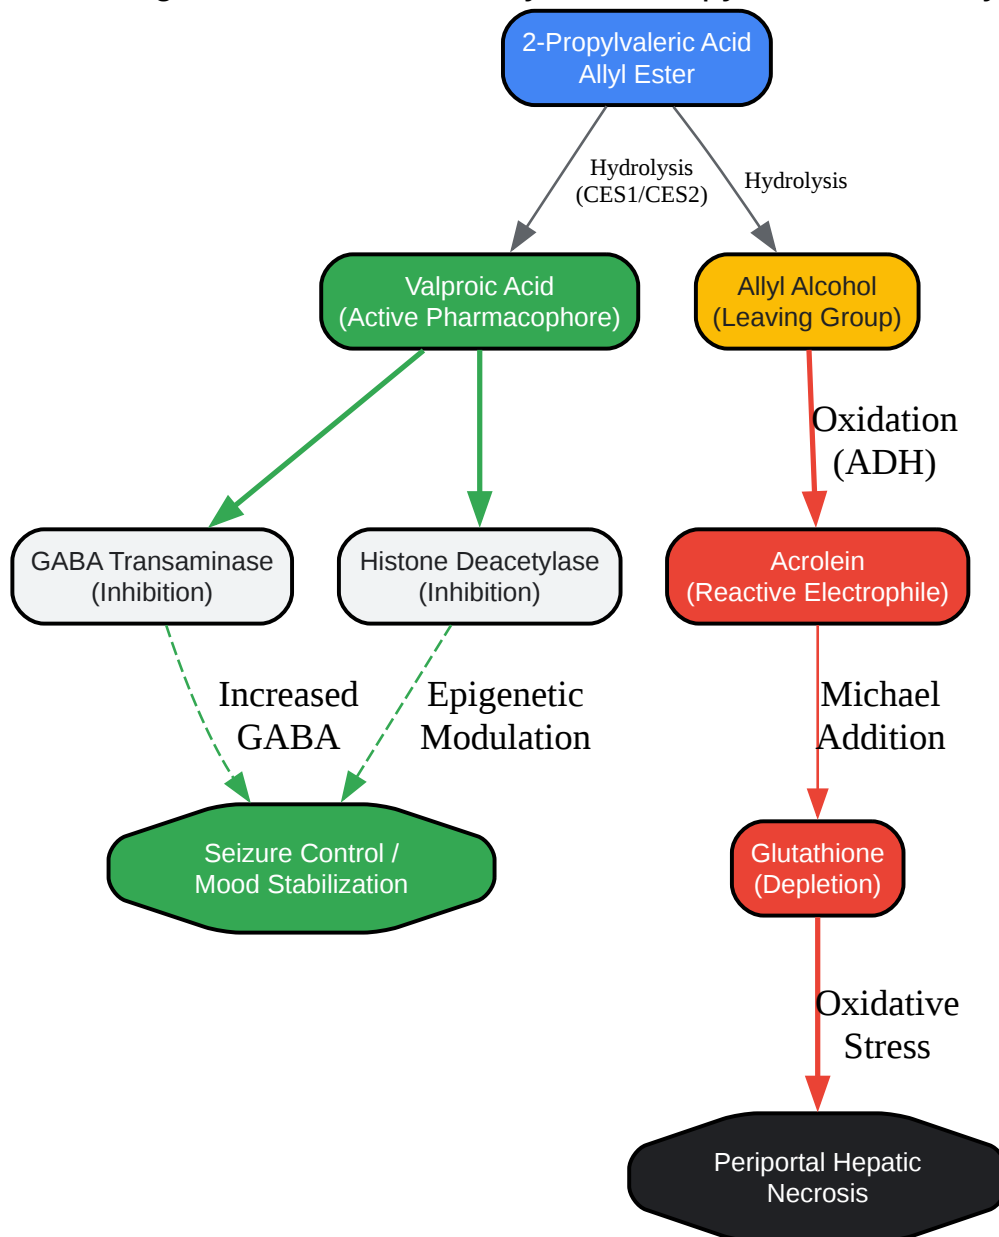 2-Propylvaleric Acid
Allyl Ester
Hydrolysis
(CES1/CES2)
Hydrolysis
Valproic Acid
(Active Pharmacophore)
Allyl Alcohol
(Leaving Group)
Oxidation
(ADH)
GABA Transaminase
(Inhibition)
Histone Deacetylase
(Inhibition)
Acrolein
(Reactive Electrophile)
Increased
GABA
Epigenetic
Modulation
Michael
Addition
Seizure Control /
Mood Stabilization
Glutathione
(Depletion)
Oxidative
Stress
Periportal Hepatic
Necrosis